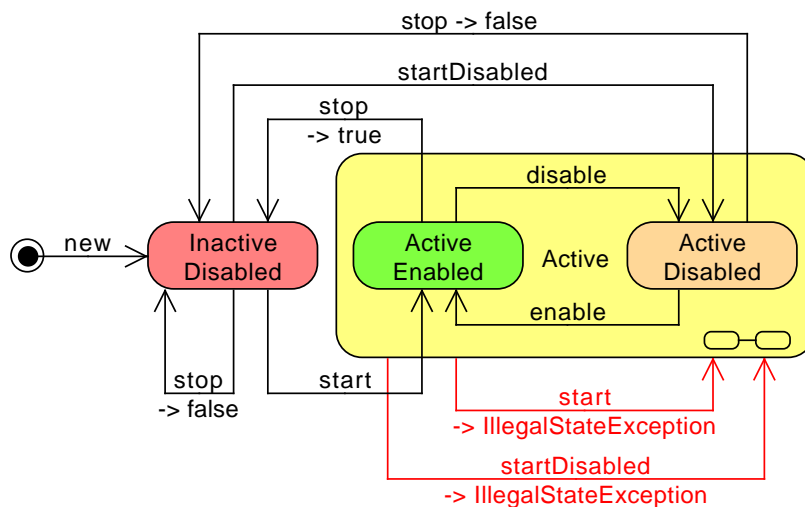 stop -> false
startDisabled
stop
-> true
disable
new
Inactive
Disabled
Active
Enabled
Active
Active
Disabled
enable
stop
-> false
start
start
-> IllegalStateException
startDisabled
-> IllegalStateException